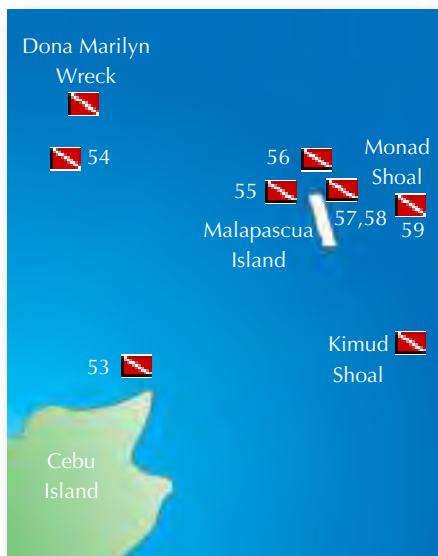 Dona Marilyn
Wreck
54
56
Monad
Shoal
55
57,58
59
Malapascua
Island
53
Kimud
Shoal
Cebu
Island